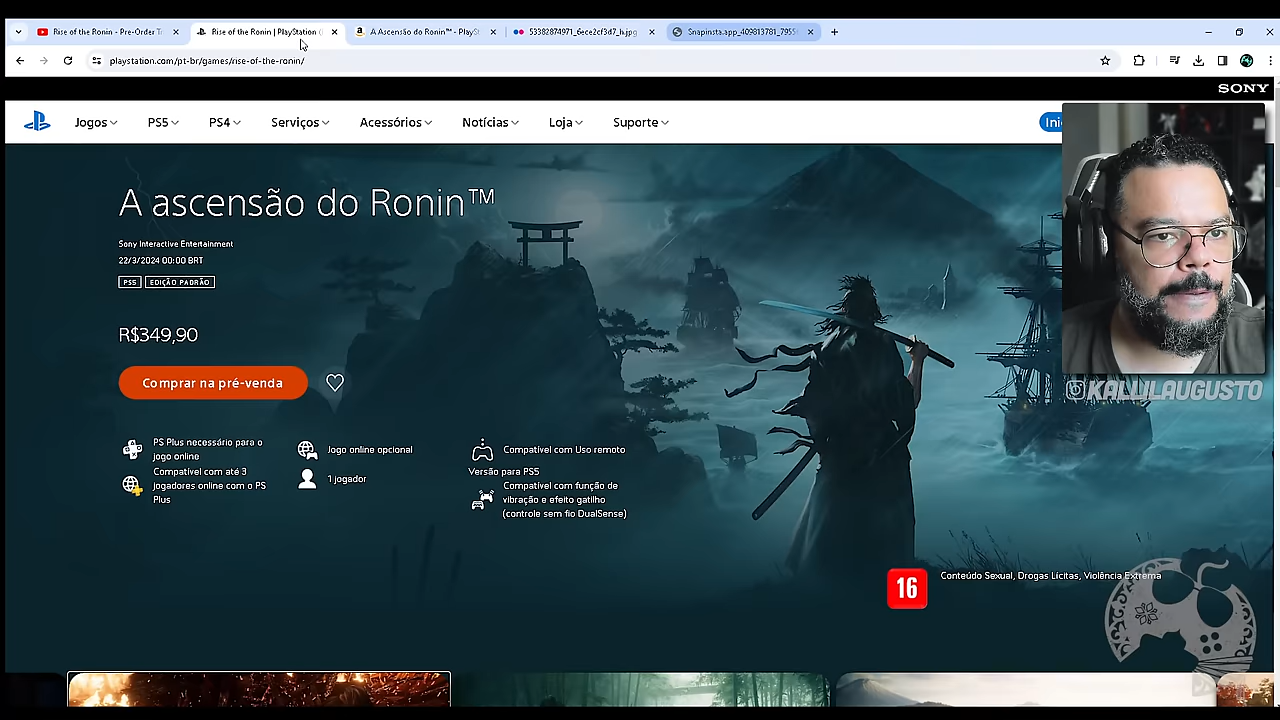 Rise of the Ronin - Pre-Order Tr
Rise of the Ronin | PlayStation (
A Ascensão do Ronin™ - PlayS
53382874971_6ece2cf3d7_h.jpg
Snapinsta.app_409813781_7955
playstation.com/pt-br/games/rise-of-the-ronin/
SONY
Jogos
PS5
PS4
Serviços
Acessórios
Notícias
Loja
Suporte
Inic
A ascensão do Ronin™
Sony Interactive Entertainment
22/3/2024 00:00 BRT
PS5
EDIÇÃO PADRÃO
R$349,90
Comprar na pré-venda
KALLILAUGUSTO
PS Plus necessário para o
jogo online
Compatível com até 3
jogadores online com o PS
Plus
Jogo online opcional
1 jogador
Compatível com Uso remoto
Versão para PS5
Compatível com função de
vibração e efeito gatilho
(controle sem fio DualSense)
16
Conteúdo Sexual, Drogas Lícitas, Violência Extrema